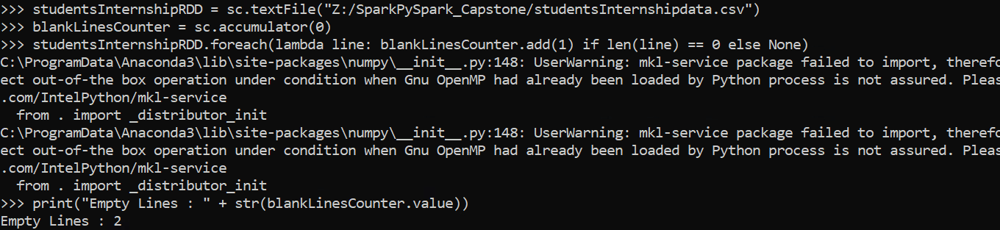 >>> studentsInternshipRDD = sc.textFile("Z:/SparkPySpark_Capstone/studentsInternshipdata.csv")
>>> blankLinesCounter = sc.accumulator(0)
>>> studentsInternshipRDD.foreach(lambda line: blankLinesCounter.add(1) if len(line) == 0 else None)
C:\ProgramData\Anaconda3\lib\site-packages\numpy\__init__.py:148: UserWarning: mkl-service package failed to import, therefo
ect out-of-the box operation under condition when Gnu OpenMP had already been loaded by Python process is not assured. Pleas
.com/IntelPython/mkl-service
  from . import _distributor_init
C:\ProgramData\Anaconda3\lib\site-packages\numpy\__init__.py:148: UserWarning: mkl-service package failed to import, therefo
ect out-of-the box operation under condition when Gnu OpenMP had already been loaded by Python process is not assured. Pleas
.com/IntelPython/mkl-service
  from . import _distributor_init
>>> print("Empty Lines : " + str(blankLinesCounter.value))
Empty Lines : 2